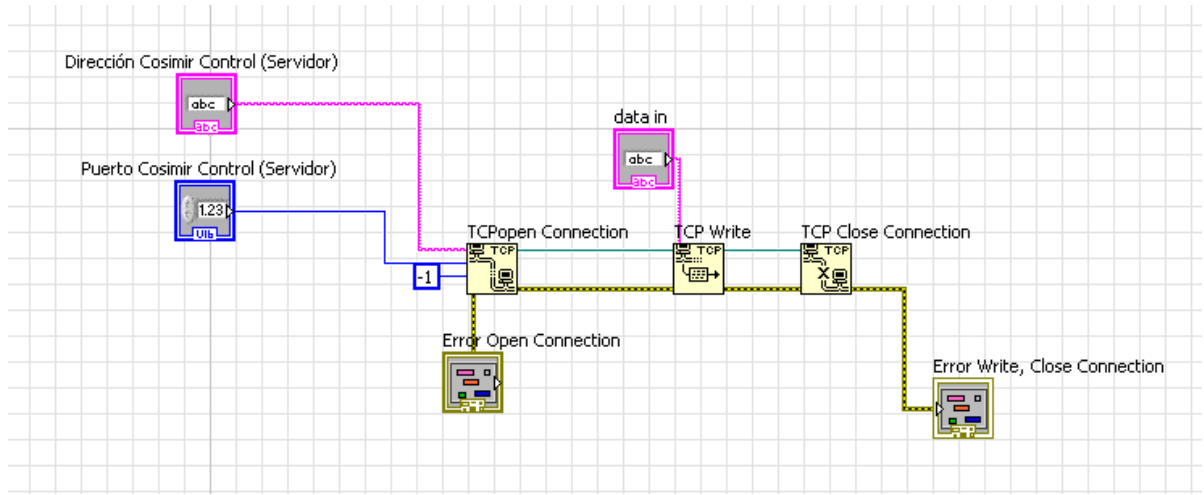 Dirección Cosimir Control (Servidor)
abc
abc
Puerto Cosimir Control (Servidor)
1.23
U16
data in
abc
abc
TCPopen Connection
TCP Write
TCP Close Connection
TCP
TCP
TCP
-1
Error Open Connection
Error Write, Close Connection